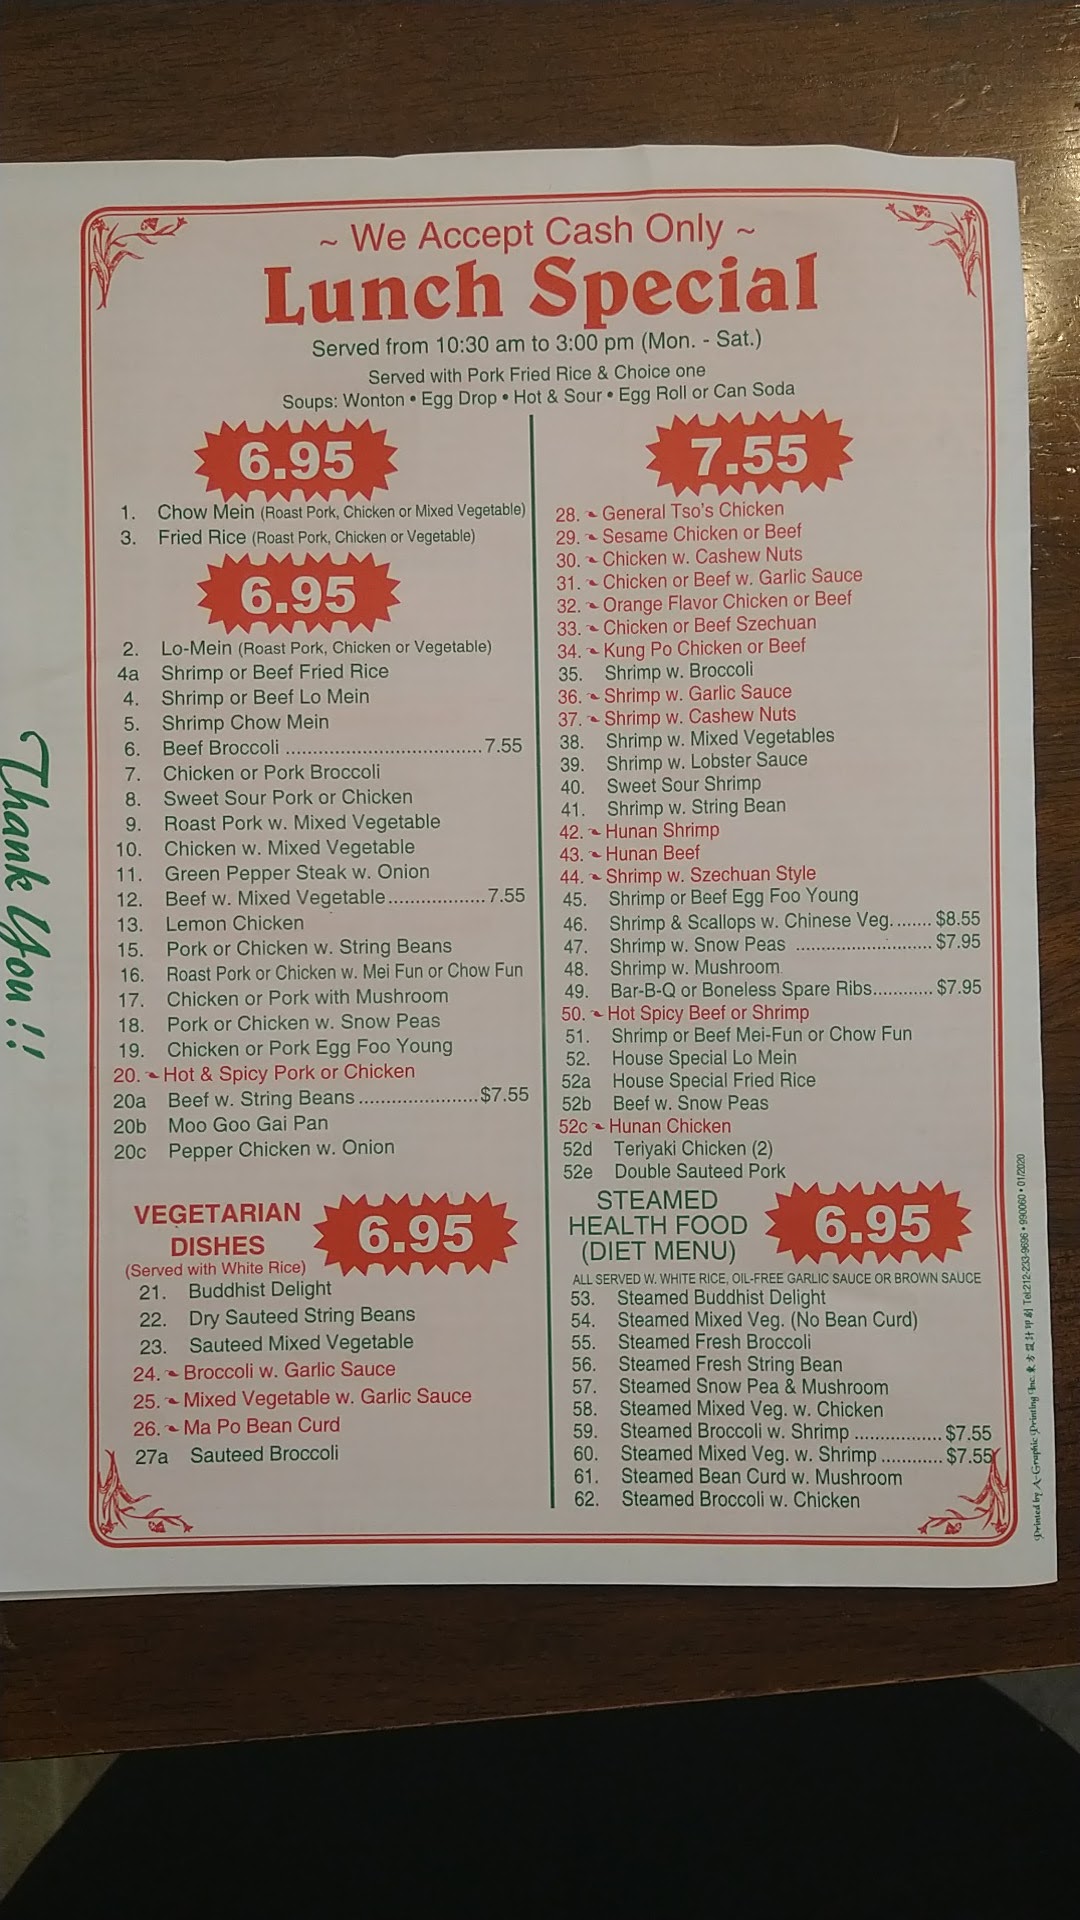 ~ We Accept Cash Only ~
Lunch Special
Served from 10:30 am to 3:00 pm (Mon. - Sat.)
Served with Pork Fried Rice & Choice one
Soups: Wonton • Egg Drop • Hot & Sour • Egg Roll or Can Soda
6.95
1. Chow Mein (Roast Pork, Chicken or Mixed Vegetable)
3. Fried Rice (Roast Pork, Chicken or Vegetable)
6.95
2. Lo-Mein (Roast Pork, Chicken or Vegetable)
4a Shrimp or Beef Fried Rice
4. Shrimp or Beef Lo Mein
5. Shrimp Chow Mein
6. Beef Broccoli ..................................7.55
7. Chicken or Pork Broccoli
8. Sweet Sour Pork or Chicken
9. Roast Pork w. Mixed Vegetable
10. Chicken w. Mixed Vegetable
11. Green Pepper Steak w. Onion
12. Beef w. Mixed Vegetable.................7.55
13. Lemon Chicken
15. Pork or Chicken w. String Beans
16. Roast Pork or Chicken w. Mei Fun or Chow Fun
17. Chicken or Pork with Mushroom
18. Pork or Chicken w. Snow Peas
19. Chicken or Pork Egg Foo Young
20. Hot & Spicy Pork or Chicken
20a Beef w. String Beans .....................$7.55
20b Moo Goo Gai Pan
20c Pepper Chicken w. Onion
VEGETARIAN
DISHES
(Served with White Rice)
6.95
21. Buddhist Delight
22. Dry Sauteed String Beans
23. Sauteed Mixed Vegetable
24. Broccoli w. Garlic Sauce
25. Mixed Vegetable w. Garlic Sauce
26. Ma Po Bean Curd
27a Sauteed Broccoli
7.55
28. General Tso's Chicken
29. Sesame Chicken or Beef
30. Chicken w. Cashew Nuts
31. Chicken or Beef w. Garlic Sauce
32. Orange Flavor Chicken or Beef
33. Chicken or Beef Szechuan
34. Kung Po Chicken or Beef
35. Shrimp w. Broccoli
36. Shrimp w. Garlic Sauce
37. Shrimp w. Cashew Nuts
38. Shrimp w. Mixed Vegetables
39. Shrimp w. Lobster Sauce
40. Sweet Sour Shrimp
41. Shrimp w. String Bean
42. Hunan Shrimp
43. Hunan Beef
44. Shrimp w. Szechuan Style
45. Shrimp or Beef Egg Foo Young
46. Shrimp & Scallops w. Chinese Veg. ...... $8.55
47. Shrimp w. Snow Peas ........................ $7.95
48. Shrimp w. Mushroom
49. Bar-B-Q or Boneless Spare Ribs........... $7.95
50. Hot Spicy Beef or Shrimp
51. Shrimp or Beef Mei-Fun or Chow Fun
52. House Special Lo Mein
52a House Special Fried Rice
52b Beef w. Snow Peas
52c Hunan Chicken
52d Teriyaki Chicken (2)
52e Double Sauteed Pork
STEAMED
HEALTH FOOD
(DIET MENU)
6.95
ALL SERVED W. WHITE RICE, OIL-FREE GARLIC SAUCE OR BROWN SAUCE
53. Steamed Buddhist Delight
54. Steamed Mixed Veg. (No Bean Curd)
55. Steamed Fresh Broccoli
56. Steamed Fresh String Bean
57. Steamed Snow Pea & Mushroom
58. Steamed Mixed Veg. w. Chicken
59. Steamed Broccoli w. Shrimp ................. $7.55
60. Steamed Mixed Veg. w. Shrimp ............ $7.55
61. Steamed Bean Curd w. Mushroom
62. Steamed Broccoli w. Chicken
Thank You !!
Printed by A-Graphic Printing Inc. 東方設計印刷 Tel:212-233-9696 • 990060 • 01/2020